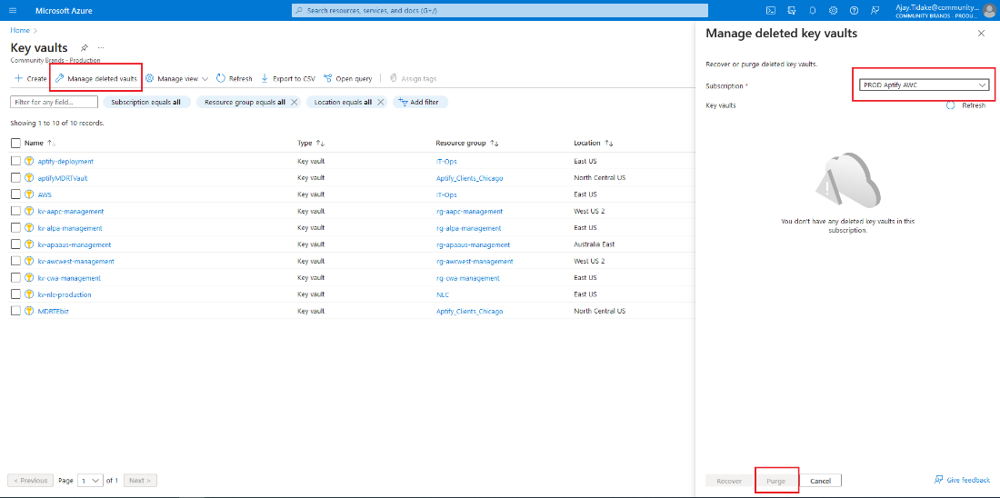 Microsoft Azure
Search resources, services, and docs (G+/)
Ajay.Tidake@community...
COMMUNITY BRANDS - PRODU...
Home
Key vaults
...
Community Brands - Production
Create
Manage deleted vaults
Manage view
Refresh
Export to CSV
Open query
Assign tags
Filter for any field...
Subscription equals all
Resource group equals all
Location equals all
Add filter
Showing 1 to 10 of 10 records.
Name Type Resource group Location
aptify-deployment Key vault IT-Ops East US
aptifyMDRTVault Key vault Aptify_Clients_Chicago North Central US
AWS Key vault IT-Ops East US
kv-aapc-management Key vault rg-aapc-management West US 2
kv-alpa-management Key vault rg-alpa-management East US
kv-apaaus-management Key vault rg-apaaus-management Australia East
kv-awcwest-management Key vault rg-awcwest-management West US 2
kv-cwa-management Key vault rg-cwa-management East US
kv-nlc-production Key vault NLC East US
MDRTEbiz Key vault Aptify_Clients_Chicago North Central US
< Previous Page 1 of 1 Next >
Manage deleted key vaults
Recover or purge deleted key vaults.
Subscription *
PROD Aptify AWC
Key vaults
Refresh
You don't have any deleted key vaults in this
subscription.
Recover
Purge
Cancel
Give feedback